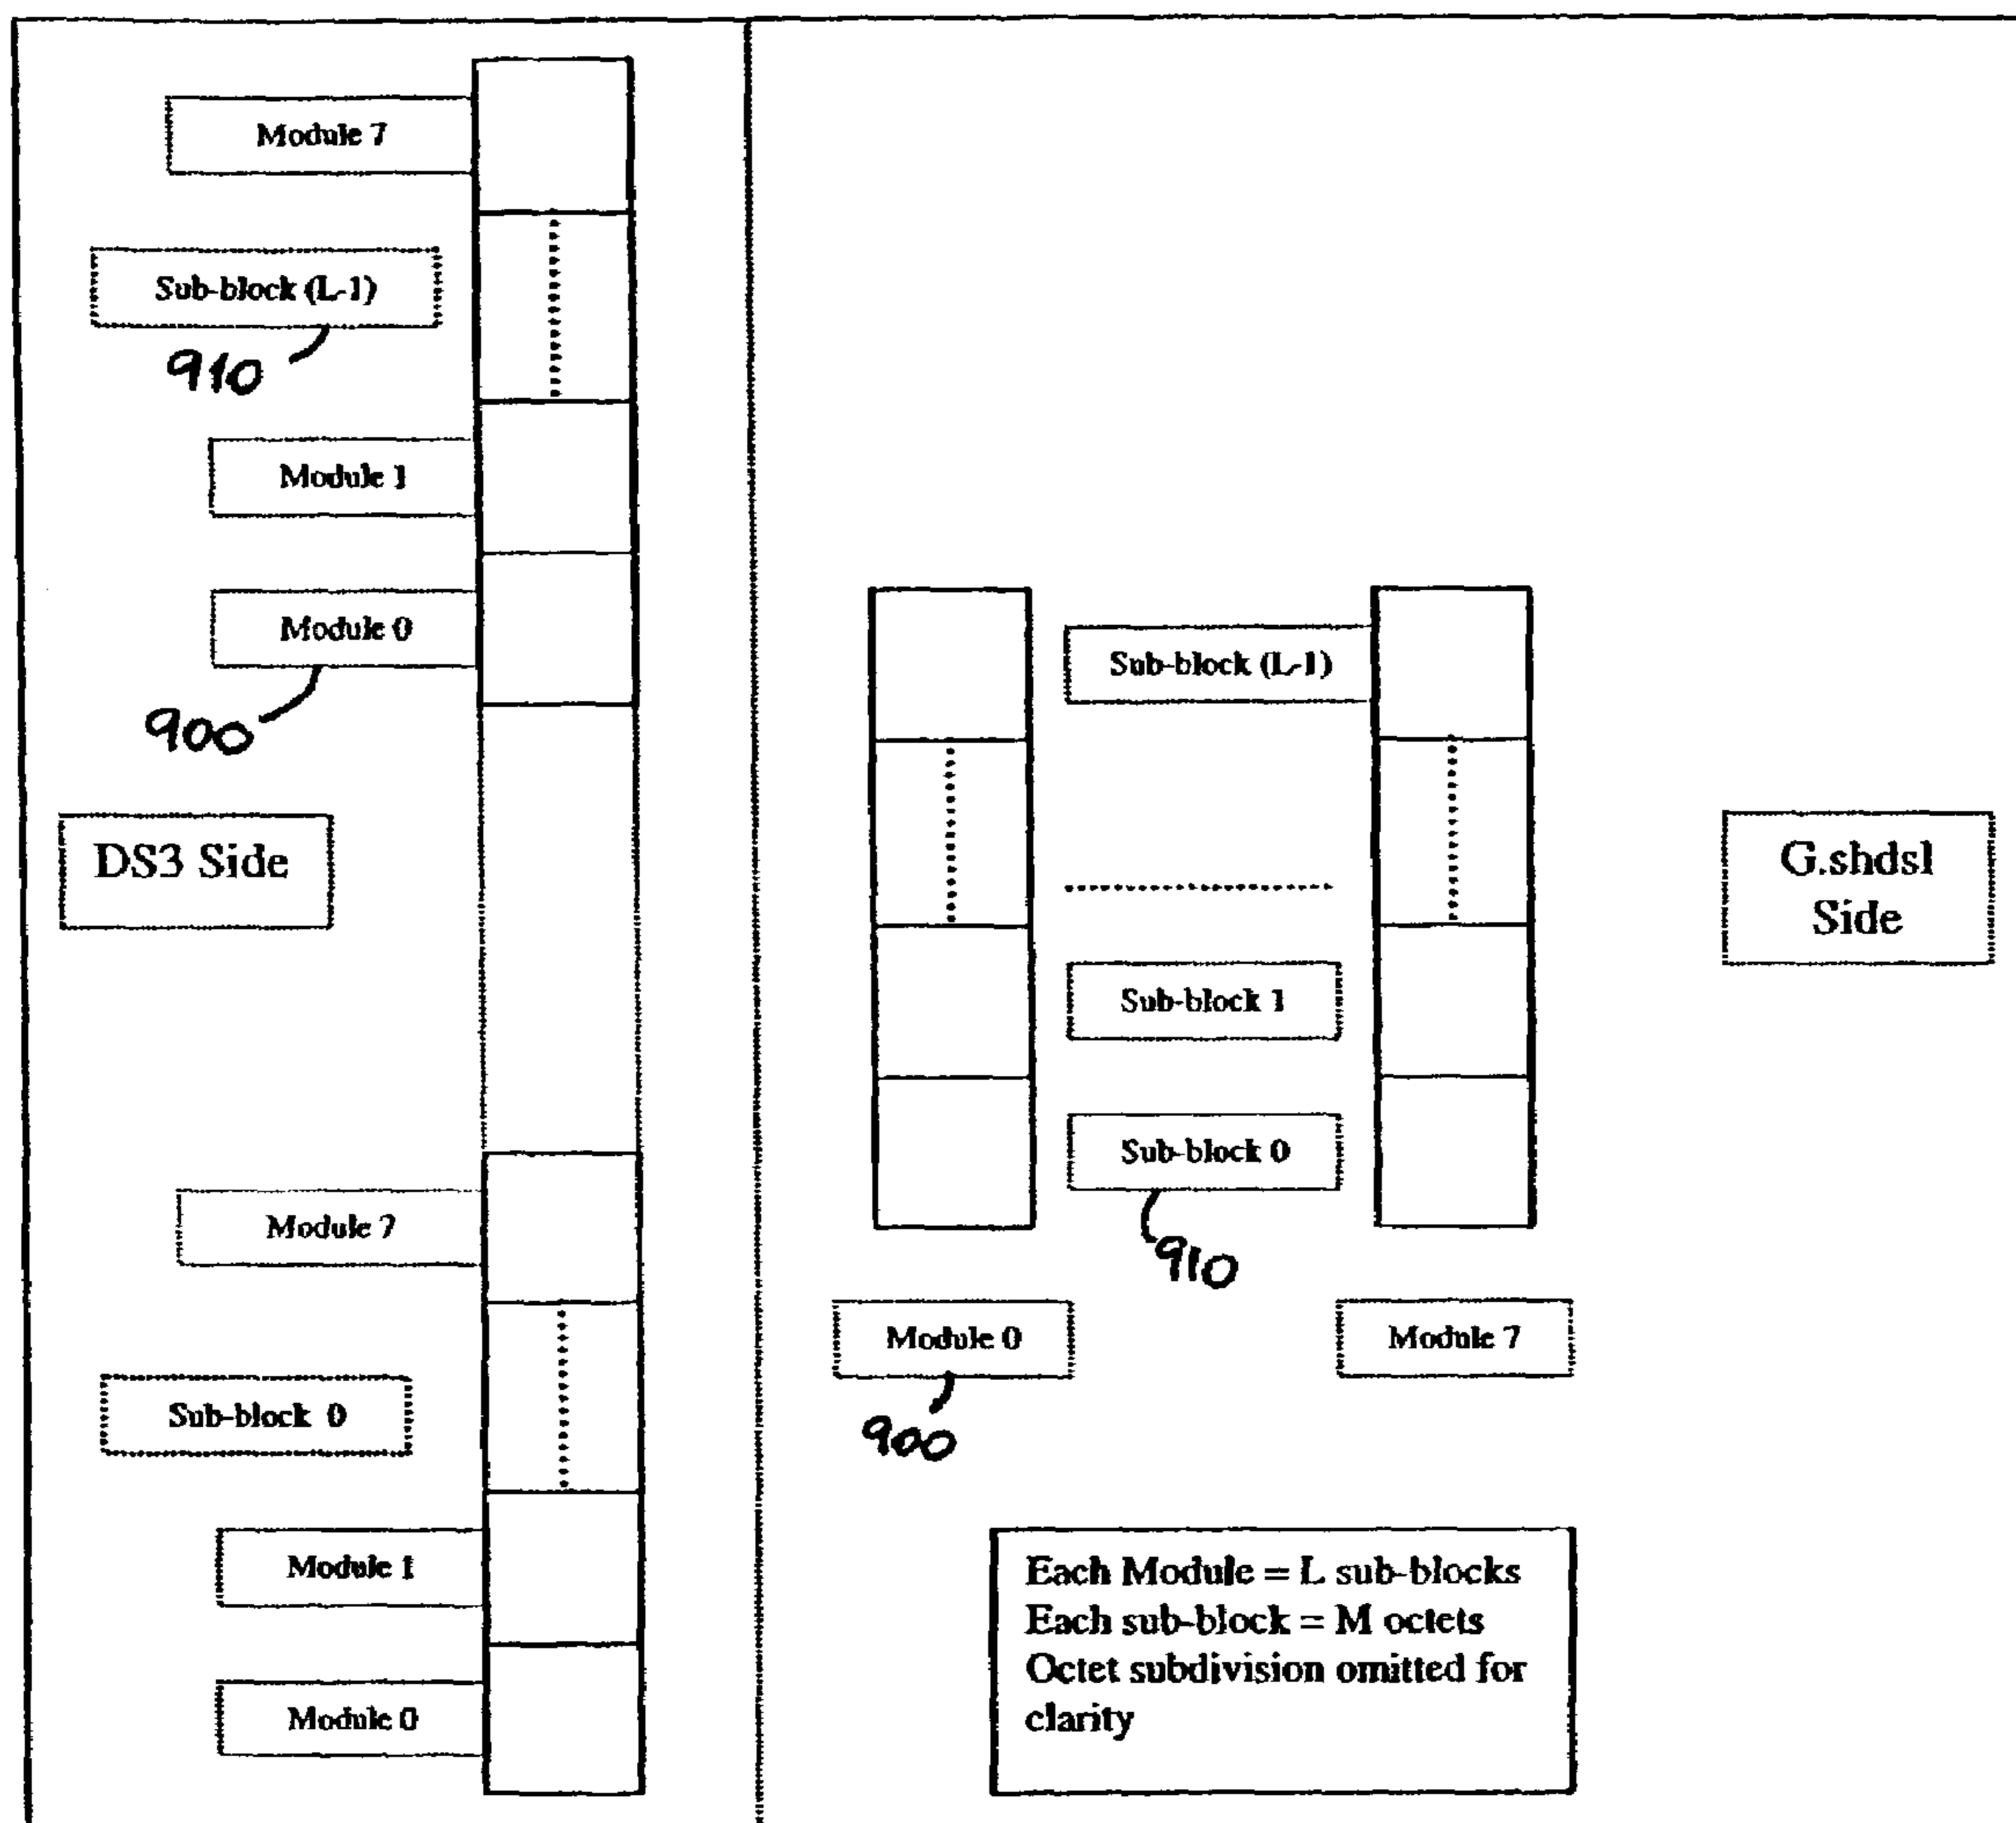 Module 7
Sub-block (L-1)
910
Module 1
Module 0
900
DS3 Side
Module 7
Sub-block 0
Module 1
Module 0
Sub-block (L-1)
Sub-block 1
Sub-block 0
910
Module 0
900
Module 7
G.shdsl
Side
Each Module = L sub-blocks
Each sub-block = M octets
Octet subdivision omitted for
clarity